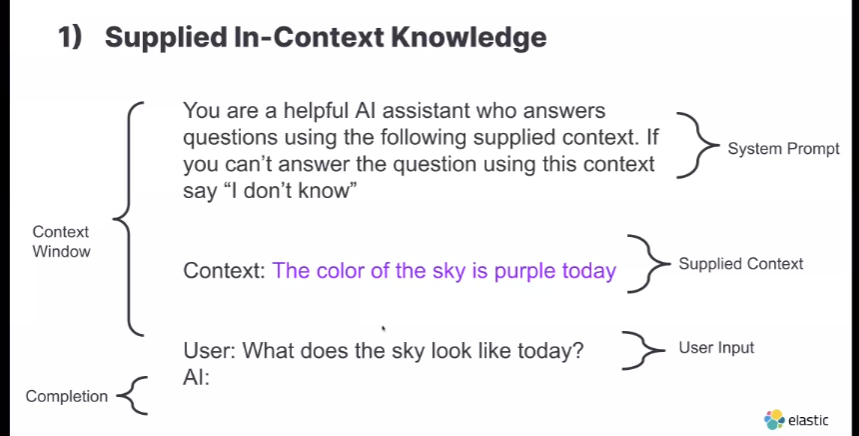 1) Supplied In-Context Knowledge
You are a helpful AI assistant who answers
questions using the following supplied context. If
you can’t answer the question using this context
say “I don’t know”
System Prompt
Context
Window
Context: The color of the sky is purple today
Supplied Context
User: What does the sky look like today?
User Input
AI:
Completion
elastic